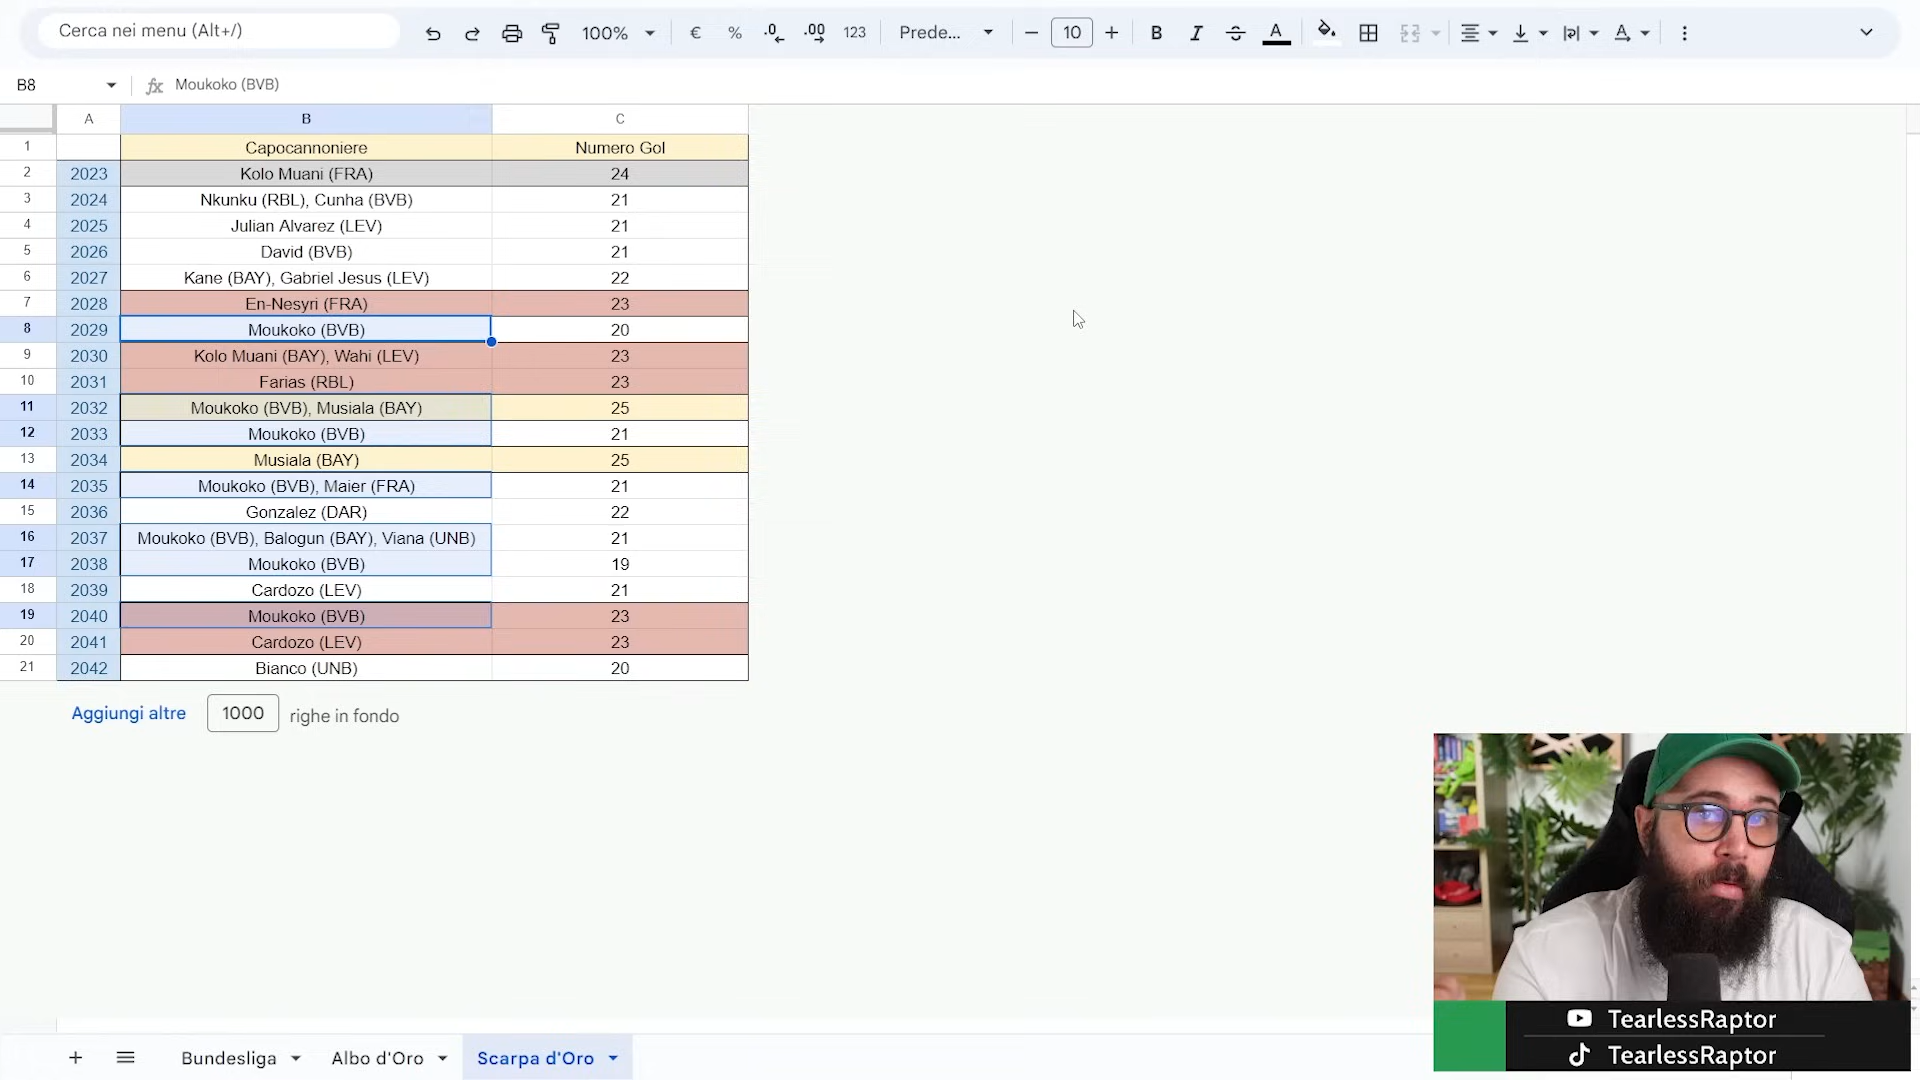 Cerca nei menu (Alt+/)
100%
€
%
.0
.00
123
Prede...
10
B
I
S
A
B8
fx
Moukoko (BVB)
A
B
C
1
Capocannoniere
Numero Gol
2
2023
Kolo Muani (FRA)
24
3
2024
Nkunku (RBL), Cunha (BVB)
21
4
2025
Julian Alvarez (LEV)
21
5
2026
David (BVB)
21
6
2027
Kane (BAY), Gabriel Jesus (LEV)
22
7
2028
En-Nesyri (FRA)
23
8
2029
Moukoko (BVB)
20
9
2030
Kolo Muani (BAY), Wahi (LEV)
23
10
2031
Farias (RBL)
23
11
2032
Moukoko (BVB), Musiala (BAY)
25
12
2033
Moukoko (BVB)
21
13
2034
Musiala (BAY)
25
14
2035
Moukoko (BVB), Maier (FRA)
21
15
2036
Gonzalez (DAR)
22
16
2037
Moukoko (BVB), Balogun (BAY), Viana (UNB)
21
17
2038
Moukoko (BVB)
19
18
2039
Cardozo (LEV)
21
19
2040
Moukoko (BVB)
23
20
2041
Cardozo (LEV)
23
21
2042
Bianco (UNB)
20
Aggiungi altre
1000
righe in fondo
TearlessRaptor
TearlessRaptor
Bundesliga
Albo d'Oro
Scarpa d'Oro